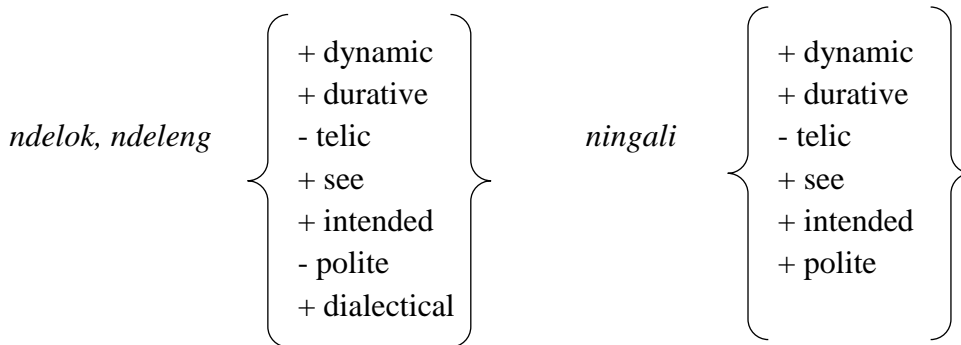 + dynamic + dynamic
+ durative + durative
ndelok, ndeleng - telic ningali - telic
+ see + see
+ intended + intended
- polite + polite
+ dialectical